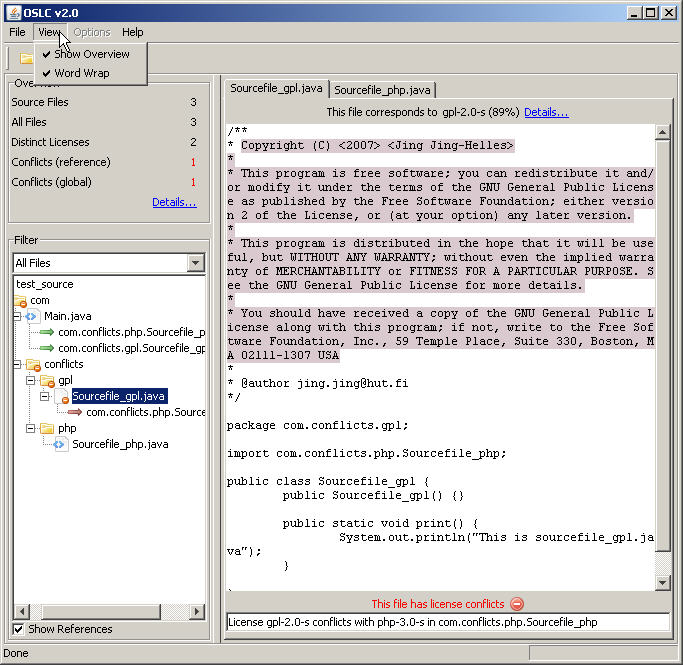 OSLC v2.0
File View Options Help
Show Overview
Word Wrap
Source Files 3
All Files 3
Distinct Licenses 2
Conflicts (reference) 1
Conflicts (global) 1
Details...
Filter
All Files
test_source
com
Main.java
com.conflicts.php.Sourcefile_p
com.conflicts.gpl.Sourcefile_gp
conflicts
gpl
Sourcefile_gpl.java
com.conflicts.php.Source
php
Sourcefile_php.java
Show References
Sourcefile_gpl.java Sourcefile_php.java
This file corresponds to gpl-2.0-s (89%) Details...
/**
* Copyright (C) <2007> <Jing Jing-Helles>
*
* This program is free software; you can redistribute it and/
or modify it under the terms of the GNU General Public Licens
e as published by the Free Software Foundation; either versio
n 2 of the License, or (at your option) any later version.
*
* This program is distributed in the hope that it will be use
ful, but WITHOUT ANY WARRANTY; without even the implied warra
nty of MERCHANTABILITY or FITNESS FOR A PARTICULAR PURPOSE. S
ee the GNU General Public License for more details.
*
* You should have received a copy of the GNU General Public L
icense along with this program; if not, write to the Free Sof
tware Foundation, Inc., 59 Temple Place, Suite 330, Boston, M
A 02111-1307 USA
*
* @author jing.jing@hut.fi
*/
package com.conflicts.gpl;
import com.conflicts.php.Sourcefile_php;
public class Sourcefile_gpl {
public Sourcefile_gpl() {}
public static void print() {
System.out.println("This is sourcefile_gpl.ja
va");
}
This file has license conflicts
License gpl-2.0-s conflicts with php-3.0-s in com.conflicts.php.Sourcefile_php
Done